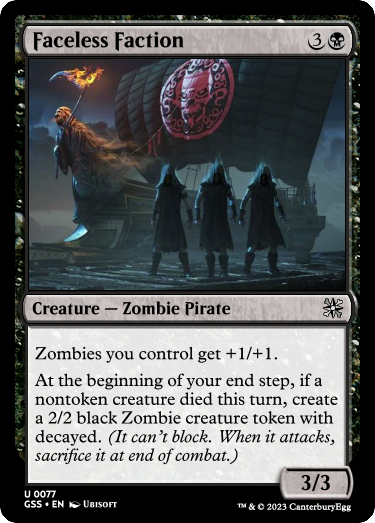 Faceless Faction 3
Creature — Zombie Pirate
Zombies you control get +1/+1.
At the beginning of your end step, if a
nontoken creature died this turn, create
a 2/2 black Zombie creature token with
decayed. (It can't block. When it attacks,
sacrifice it at end of combat.)
3/3
U 0077
GSS • EN Ubisoft
™ & © 2023 CanterburyEgg